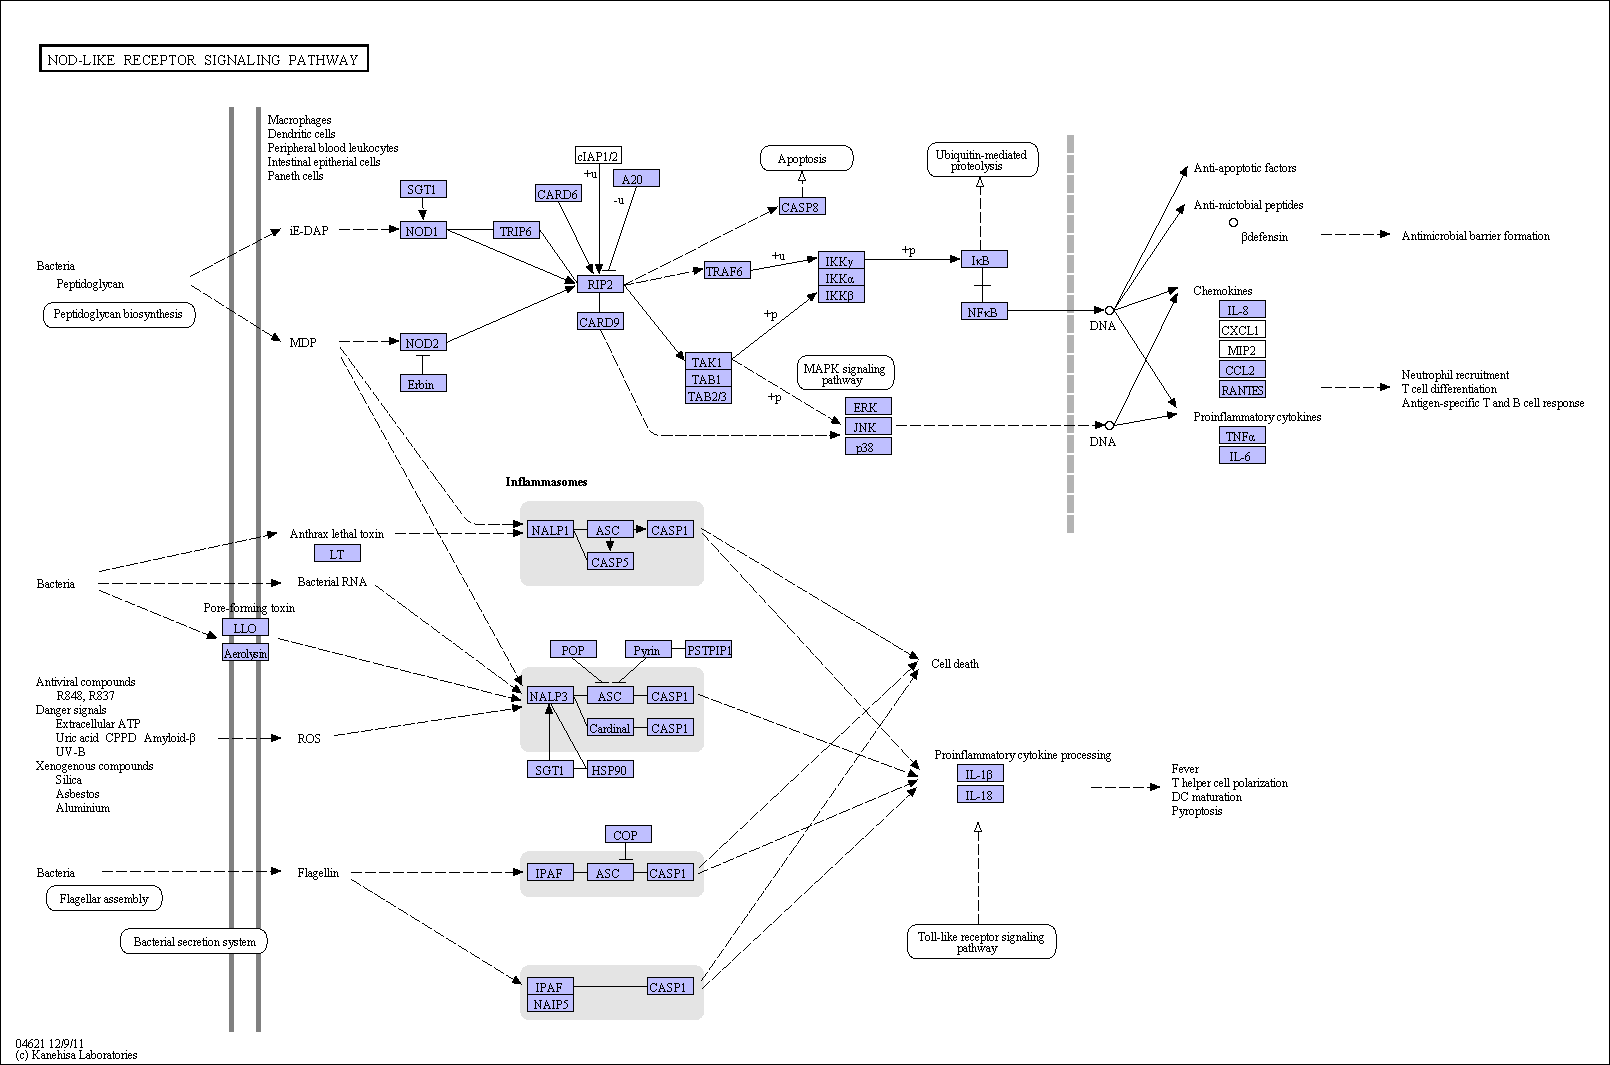 NOD-LIKE RECEPTOR SIGNALING PATHWAY
Macrophages
Dendritic cells
Peripheral blood leukocytes
Intestinal epitherial cells
Paneth cells
SGT1
NOD1
TRIP6
CARD6
cIAP1/2
+u
A20
-u
RIP2
CARD9
iE-DAP
Bacteria
Peptidoglycan
Peptidoglycan biosynthesis
MDP
NOD2
Erbin
Apoptosis
CASP8
TRAF6
+u
IKKγ
IKKα
IKKβ
+p
+p
TAK1
TAB1
TAB2/3
+p
MAPK signaling
pathway
ERK
JNK
p38
Ubiquitin-mediated
proteolysis
IκB
NFκB
DNA
DNA
Anti-apoptotic factors
Anti-mictobial peptides
βdefensin
Antimicrobial barrier formation
Chemokines
IL-8
CXCL1
MIP2
CCL2
RANTES
Neutrophil recruitment
T cell differentiation
Antigen-specific T and B cell response
Proinflammatory cytokines
TNFα
IL-6
Inflammasomes
Anthrax lethal toxin
LT
NALP1
ASC
CASP1
CASP5
Bacteria
Bacterial RNA
Pore-forming toxin
LLO
Aerolysin
POP
Pyrin
PSTPIP1
NALP3
ASC
CASP1
Cardinal
CASP1
SGT1
HSP90
Cell death
Antiviral compounds
R848, R837
Danger signals
Extracellular ATP
Uric acid CPPD Amyloid-β
UV-B
Xenogenous compounds
Silica
Asbestos
Aluminium
ROS
Proinflammatory cytokine processing
IL-1β
IL-18
Fever
T helper cell polarization
DC maturation
Pyroptosis
COP
Bacteria
Flagellin
IPAF
ASC
CASP1
Flagellar assembly
Bacterial secretion system
Toll-like receptor signaling
pathway
IPAF
CASP1
NAIP5
04621 12/9/11
(c) Kanehisa Laboratories